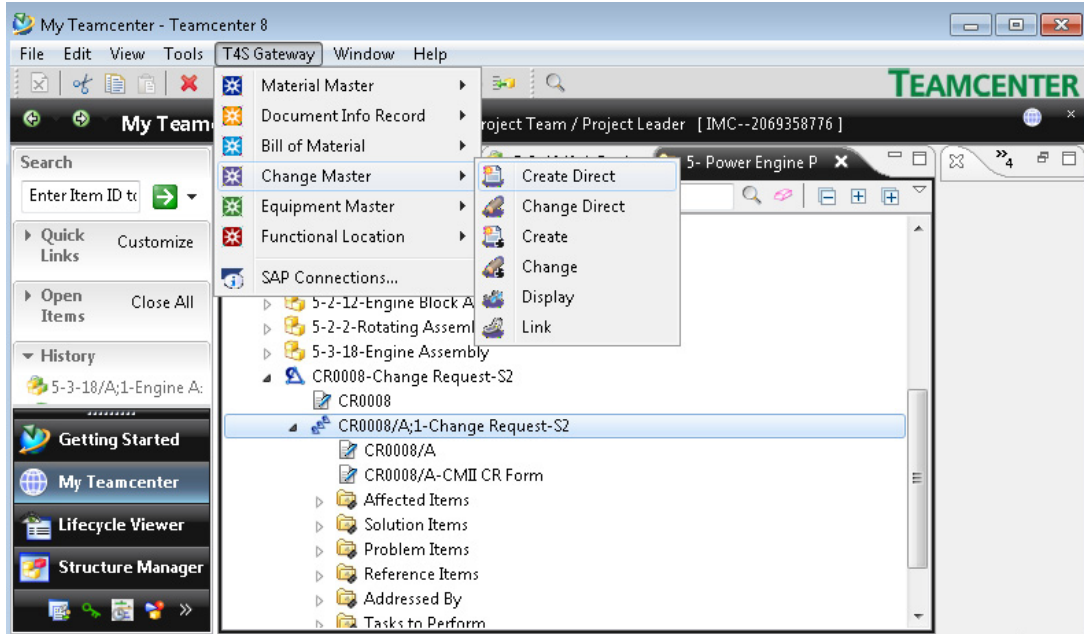 My Teamcenter - Teamcenter 8
File Edit View Tools T4S Gateway Window Help
TEAMCENTER
My Team
roject Team / Project Leader [ IMC--2069358776 ]
Search
Enter Item ID to
Quick Links
Customize
Open Items
Close All
History
5-3-18/A;1-Engine A:
Getting Started
My Teamcenter
Lifecycle Viewer
Structure Manager
Material Master
Document Info Record
Bill of Material
Change Master
Equipment Master
Functional Location
SAP Connections...
Create Direct
Change Direct
Create
Change
Display
Link
5- Power Engine P
4
5-2-12-Engine Block A
5-2-2-Rotating Assem
5-3-18-Engine Assembly
CR0008-Change Request-S2
CR0008
CR0008/A;1-Change Request-S2
CR0008/A
CR0008/A-CMII CR Form
Affected Items
Solution Items
Problem Items
Reference Items
Addressed By
Tasks to Perform